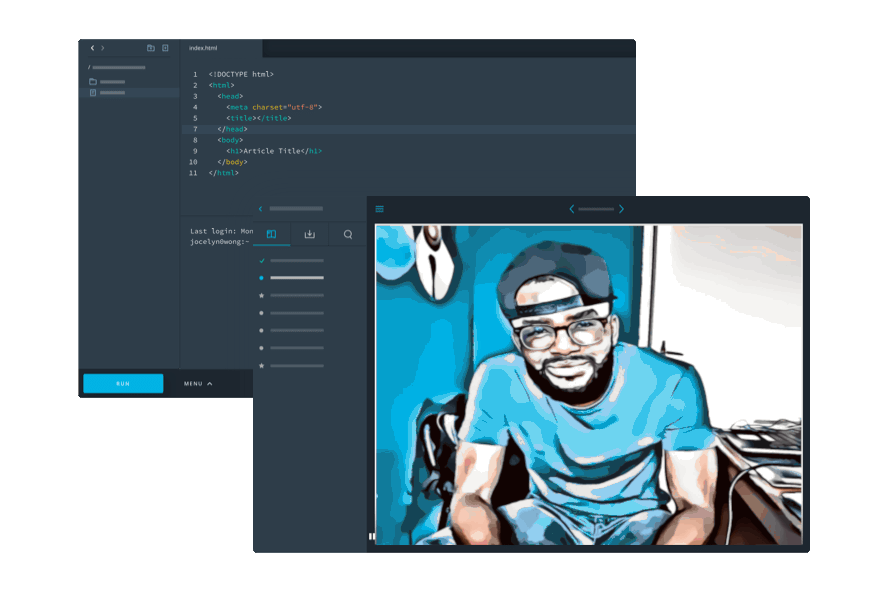 index.html
1 <!DOCTYPE html>
2 <html>
3 <head>
4 <meta charset="utf-8">
5 <title></title>
7 </head>
8 <body>
9 <h1>Article Title</h1>
10 </body>
11 </html>
Last login: Mon
jocelyn@wong:~
RUN
MENU